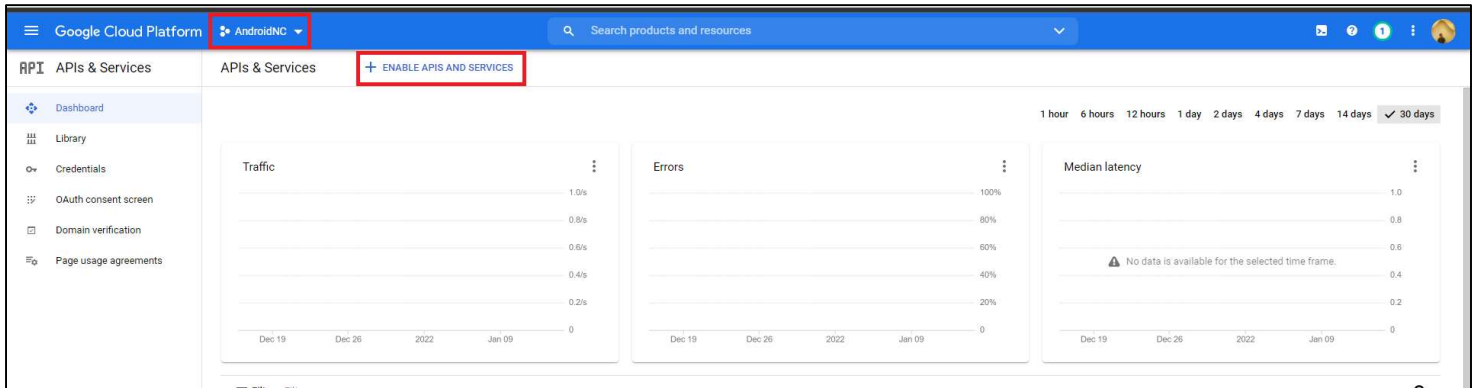 Google Cloud Platform AndroidNC Search products and resources 1
API APIs & Services APIs & Services + ENABLE APIS AND SERVICES
Dashboard
Library
Credentials
OAuth consent screen
Domain verification
Page usage agreements
1 hour 6 hours 12 hours 1 day 2 days 4 days 7 days 14 days 30 days
Traffic
1.0/s
0.8/s
0.6/s
0.4/s
0.2/s
0
Dec 19 Dec 26 2022 Jan 09
Errors
100%
80%
60%
40%
20%
0
Dec 19 Dec 26 2022 Jan 09
Median latency
1.0
0.8
0.6
No data is available for the selected time frame.
0.4
0.2
0
Dec 19 Dec 26 2022 Jan 09